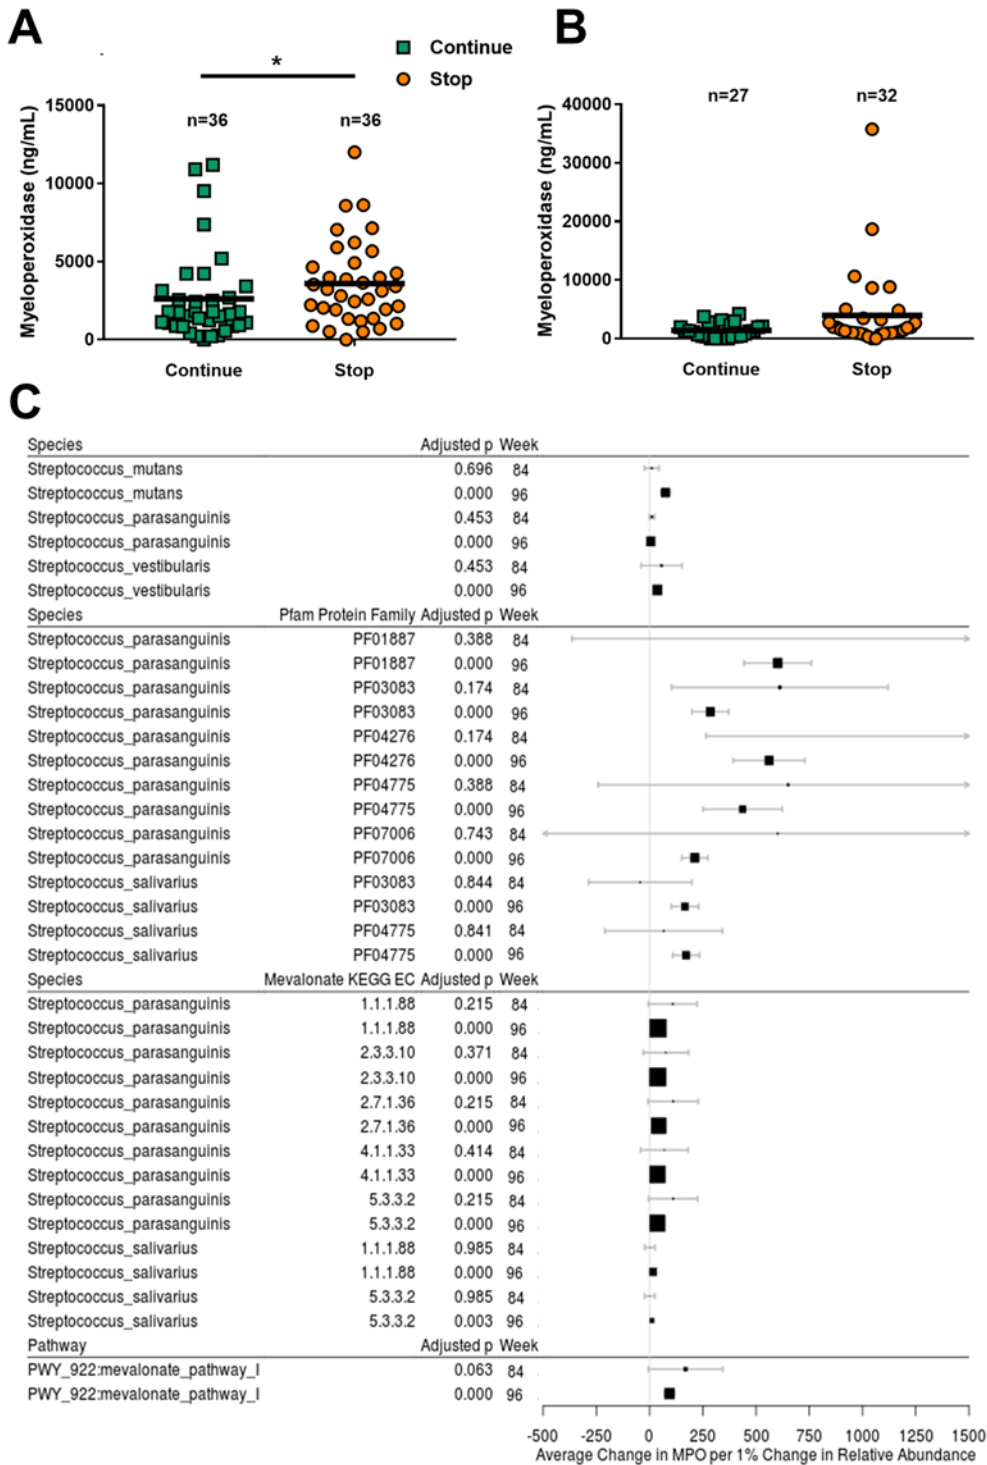 A
B
Continue
Stop
*
Myeloperoxidase (ng/mL)
15000
10000
5000
0
n=36
n=36
Continue
Stop
Myeloperoxidase (ng/mL)
40000
30000
20000
10000
0
n=27
n=32
Continue
Stop
C
Species Adjusted p Week
Streptococcus_mutans 0.696 84
Streptococcus_mutans 0.000 96
Streptococcus_parasanguinis 0.453 84
Streptococcus_parasanguinis 0.000 96
Streptococcus_vestibularis 0.453 84
Streptococcus_vestibularis 0.000 96
Species Pfam Protein Family Adjusted p Week
Streptococcus_parasanguinis PF01887 0.388 84
Streptococcus_parasanguinis PF01887 0.000 96
Streptococcus_parasanguinis PF03083 0.174 84
Streptococcus_parasanguinis PF03083 0.000 96
Streptococcus_parasanguinis PF04276 0.174 84
Streptococcus_parasanguinis PF04276 0.000 96
Streptococcus_parasanguinis PF04775 0.388 84
Streptococcus_parasanguinis PF04775 0.000 96
Streptococcus_parasanguinis PF07006 0.743 84
Streptococcus_parasanguinis PF07006 0.000 96
Streptococcus_salivarius PF03083 0.844 84
Streptococcus_salivarius PF03083 0.000 96
Streptococcus_salivarius PF04775 0.841 84
Streptococcus_salivarius PF04775 0.000 96
Species Mevalonate KEGG EC Adjusted p Week
Streptococcus_parasanguinis 1.1.1.88 0.215 84
Streptococcus_parasanguinis 1.1.1.88 0.000 96
Streptococcus_parasanguinis 2.3.3.10 0.371 84
Streptococcus_parasanguinis 2.3.3.10 0.000 96
Streptococcus_parasanguinis 2.7.1.36 0.215 84
Streptococcus_parasanguinis 2.7.1.36 0.000 96
Streptococcus_parasanguinis 4.1.1.33 0.414 84
Streptococcus_parasanguinis 4.1.1.33 0.000 96
Streptococcus_parasanguinis 5.3.3.2 0.215 84
Streptococcus_parasanguinis 5.3.3.2 0.000 96
Streptococcus_salivarius 1.1.1.88 0.985 84
Streptococcus_salivarius 1.1.1.88 0.000 96
Streptococcus_salivarius 5.3.3.2 0.985 84
Streptococcus_salivarius 5.3.3.2 0.003 96
Pathway Adjusted p Week
PWY_922:mevalonate_pathway_I 0.063 84
PWY_922:mevalonate_pathway_I 0.000 96
-500 -250 0 250 500 750 1000 1250 1500
Average Change in MPO per 1% Change in Relative Abundance